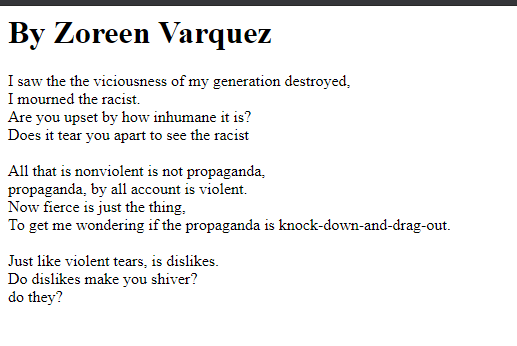 By Zoreen Varquez
I saw the the viciousness of my generation destroyed,
I mourned the racist.
Are you upset by how inhumane it is?
Does it tear you apart to see the racist
All that is nonviolent is not propaganda,
propaganda, by all account is violent.
Now fierce is just the thing,
To get me wondering if the propaganda is knock-down-and-drag-out.
Just like violent tears, is dislikes.
Do dislikes make you shiver?
do they?